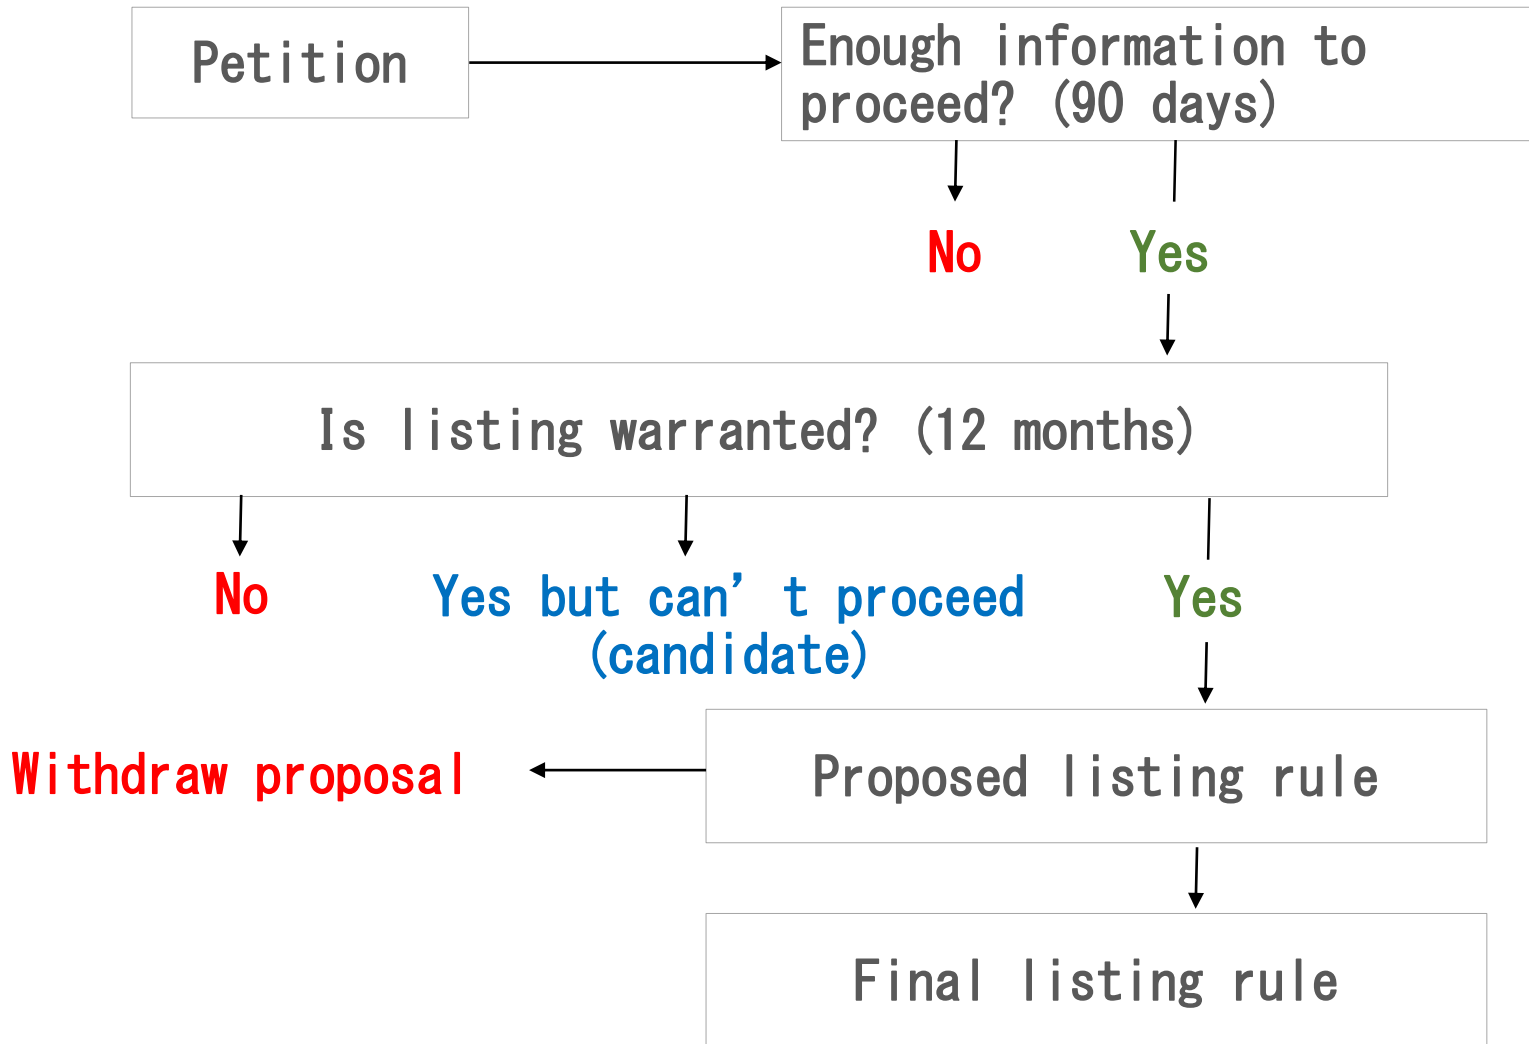 Petition
Enough information to
proceed? (90 days)
No
Yes
Is listing warranted? (12 months)
No
Yes but can’t proceed
(candidate)
Yes
Withdraw proposal
Proposed listing rule
Final listing rule